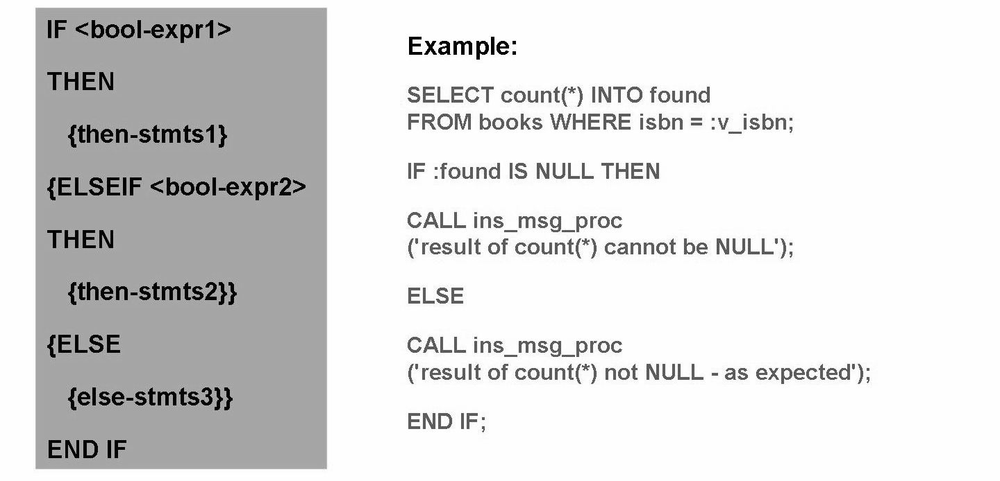 IF <bool-expr1>
THEN
{then-stmts1}
{ELSEIF <bool-expr2>
THEN
{then-stmts2}}
{ELSE
{else-stmts3}}
END IF
Example:
SELECT count(*) INTO found
FROM books WHERE isbn = :v_isbn;
IF :found IS NULL THEN
CALL ins_msg_proc
('result of count(*) cannot be NULL');
ELSE
CALL ins_msg_proc
('result of count(*) not NULL - as expected');
END IF;